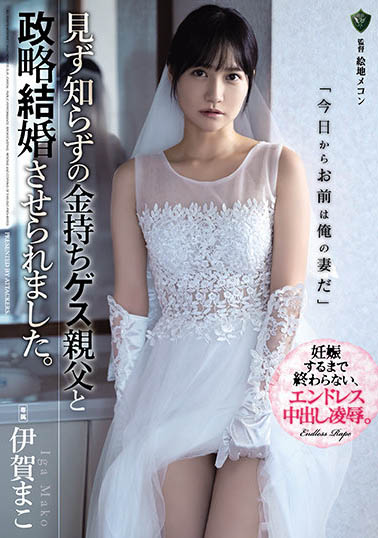 監督 絵地メコン
「今日からお前は俺の妻だ」
見ず知らずの金持ちゲス親父と
政略結婚させられました。
PRESENTED BY ATTACKERS
専属
伊賀まこ
Iga Mako
妊娠
するまで
終わらない、
エンドレス
中出し凌辱。
Endless Rape